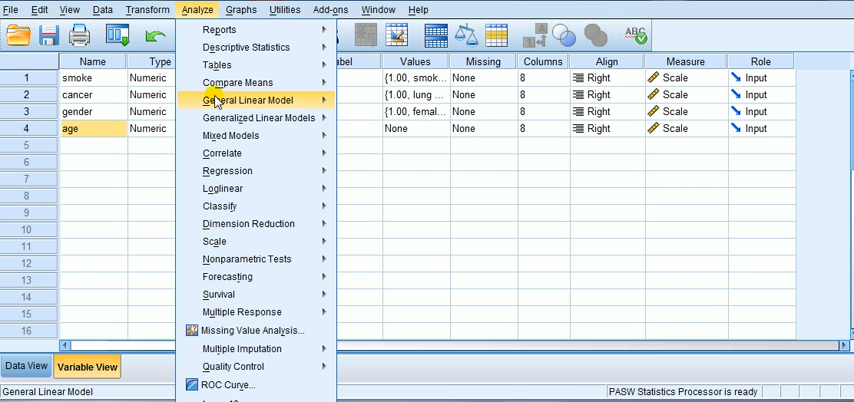 File Edit View Data Transform Analyze Graphs Utilities Add-ons Window Help
Name Type Values Missing Columns Align Measure Role
1 smoke Numeric {1.00, smok... None 8 Right Scale Input
2 cancer Numeric {1.00, lung ... None 8 Right Scale Input
3 gender Numeric {1.00, femal... None 8 Right Scale Input
4 age Numeric None None 8 Right Scale Input
5
6
7
8
9
10
11
12
13
14
15
16
Reports
Descriptive Statistics
Tables
Compare Means
General Linear Model
Generalized Linear Models
Mixed Models
Correlate
Regression
Loglinear
Classify
Dimension Reduction
Scale
Nonparametric Tests
Forecasting
Survival
Multiple Response
Missing Value Analysis...
Multiple Imputation
Quality Control
ROC Curve...
Data View Variable View
General Linear Model
PASW Statistics Processor is ready